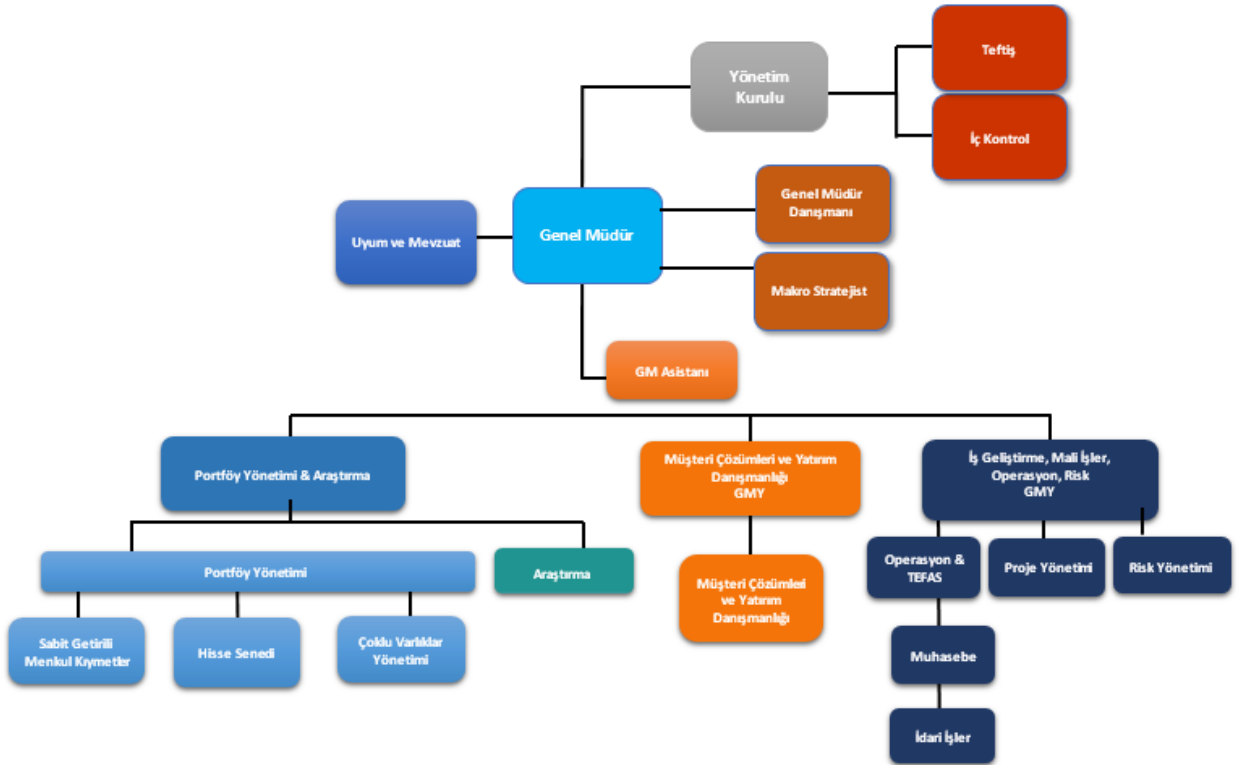 Teftiş
Yönetim
Kurulu
İç Kontrol
Genel Müdür
Danışmanı
Uyum ve Mevzuat
Genel Müdür
Makro Stratejist
GM Asistanı
Portföy Yönetimi & Araştırma
Müşteri Çözümleri ve Yatırım
Danışmanlığı
GMY
İş Geliştirme, Mali İşler,
Operasyon, Risk
GMY
Portföy Yönetimi
Araştırma
Müşteri Çözümleri
ve Yatırım
Danışmanlığı
Operasyon &
TEFAS
Proje Yönetimi
Risk Yönetimi
Sabit Getirili
Menkul Kıymetler
Hisse Senedi
Çoklu Varlıklar
Yönetimi
Muhasebe
İdari İşler